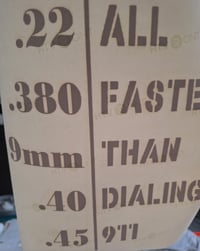 .22 ALL
.380 FASTE
9mm THAN
.40 DIALING
.45 911